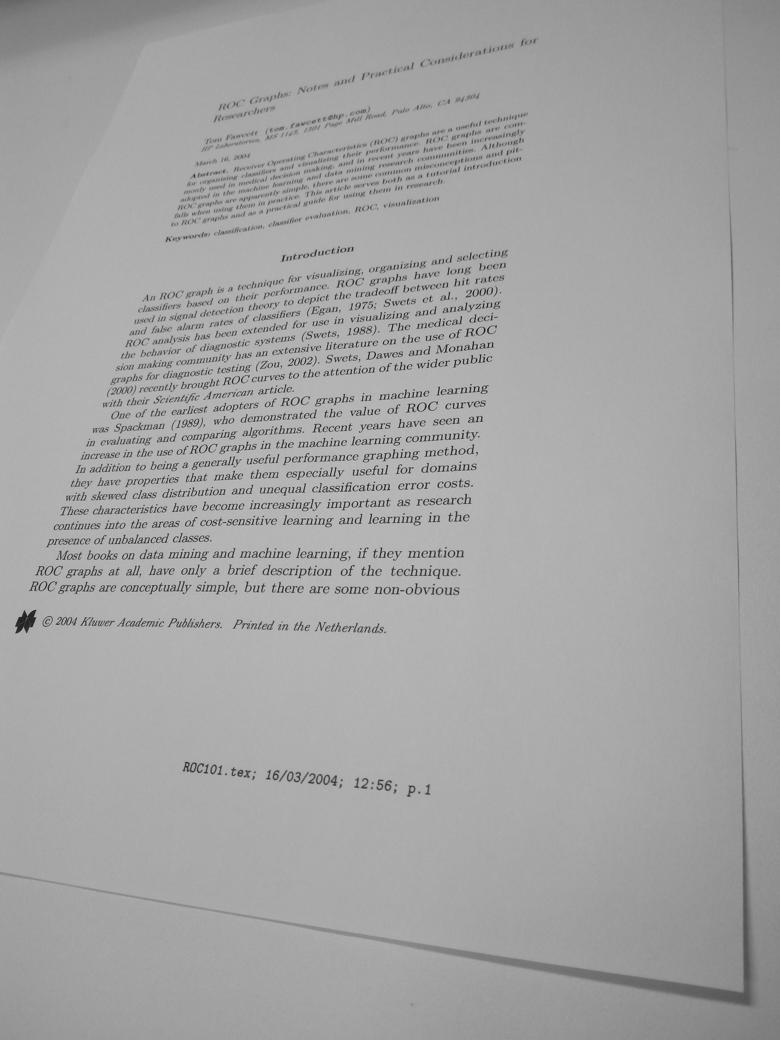 ROC Graphs: Notes and Practical Considerations for
Researchers
Tom Fawcett (tom.fawcett@hp.com)
HP Laboratories, MS 1143, 1501 Page Mill Road, Palo Alto, CA 94304
March 16, 2004
Abstract. Receiver Operating Characteristics (ROC) graphs are a useful technique
for organizing classifiers and visualizing their performance. ROC graphs are com-
monly used in medical decision making, and in recent years have been increasingly
adopted in the machine learning and data mining research communities. Although
ROC graphs are apparently simple, there are some common misconceptions and pit-
falls when using them in practice. This article serves both as a tutorial introduction
to ROC graphs and as a practical guide for using them in research.
Keywords: classification, classifier evaluation, ROC, visualization
Introduction
An ROC graph is a technique for visualizing, organizing and selecting
classifiers based on their performance. ROC graphs have long been
used in signal detection theory to depict the tradeoff between hit rates
and false alarm rates of classifiers (Egan, 1975; Swets et al., 2000).
ROC analysis has been extended for use in visualizing and analyzing
the behavior of diagnostic systems (Swets, 1988). The medical deci-
sion making community has an extensive literature on the use of ROC
graphs for diagnostic testing (Zou, 2002). Swets, Dawes and Monahan
(2000) recently brought ROC curves to the attention of the wider public
with their Scientific American article.
One of the earliest adopters of ROC graphs in machine learning
was Spackman (1989), who demonstrated the value of ROC curves
in evaluating and comparing algorithms. Recent years have seen an
increase in the use of ROC graphs in the machine learning community.
In addition to being a generally useful performance graphing method,
they have properties that make them especially useful for domains
with skewed class distribution and unequal classification error costs.
These characteristics have become increasingly important as research
continues into the areas of cost-sensitive learning and learning in the
presence of unbalanced classes.
Most books on data mining and machine learning, if they mention
ROC graphs at all, have only a brief description of the technique.
ROC graphs are conceptually simple, but there are some non-obvious
© 2004 Kluwer Academic Publishers. Printed in the Netherlands.
ROC101.tex; 16/03/2004; 12:56; p.1